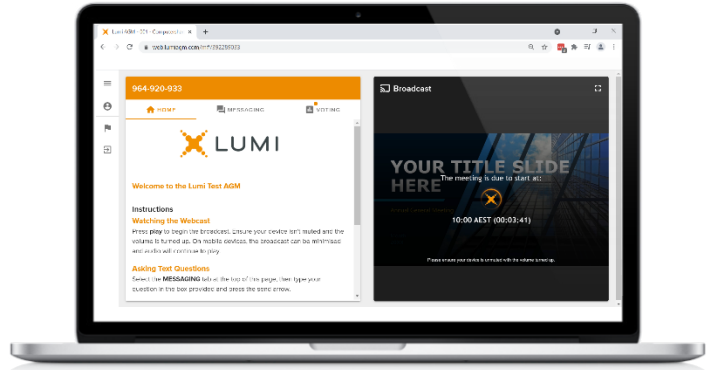 964-920-933
HOME
MESSAGING
VOTING
LUMI
Welcome to the Lumi Test AGM
Instructions
Watching the Webcast
Press play to begin the broadcast. Ensure your device isn't muted and the
volume is turned up. On mobile devices, the broadcast can be minimised
and audio will continue to play
Asking Text Questions
Select the MESSAGING tab at the top of this page, then type your
question in the box provided and press the send arrow.
Broadcast
YOUR TITLE SLIDE
HERE
The meeting is due to start at:
10:00 AEST (00:03:41)
Please ensure your device is unmuted with the volume turned up.